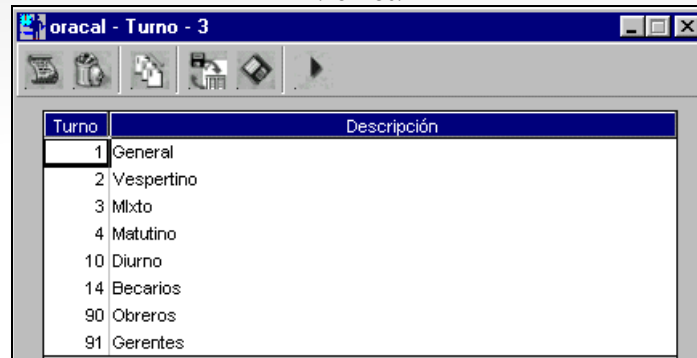 oracal - Turno - 3
Turno Descripción
1 General
2 Vespertino
3 MIxto
4 Matutino
10 Diurno
14 Becarios
90 Obreros
91 Gerentes